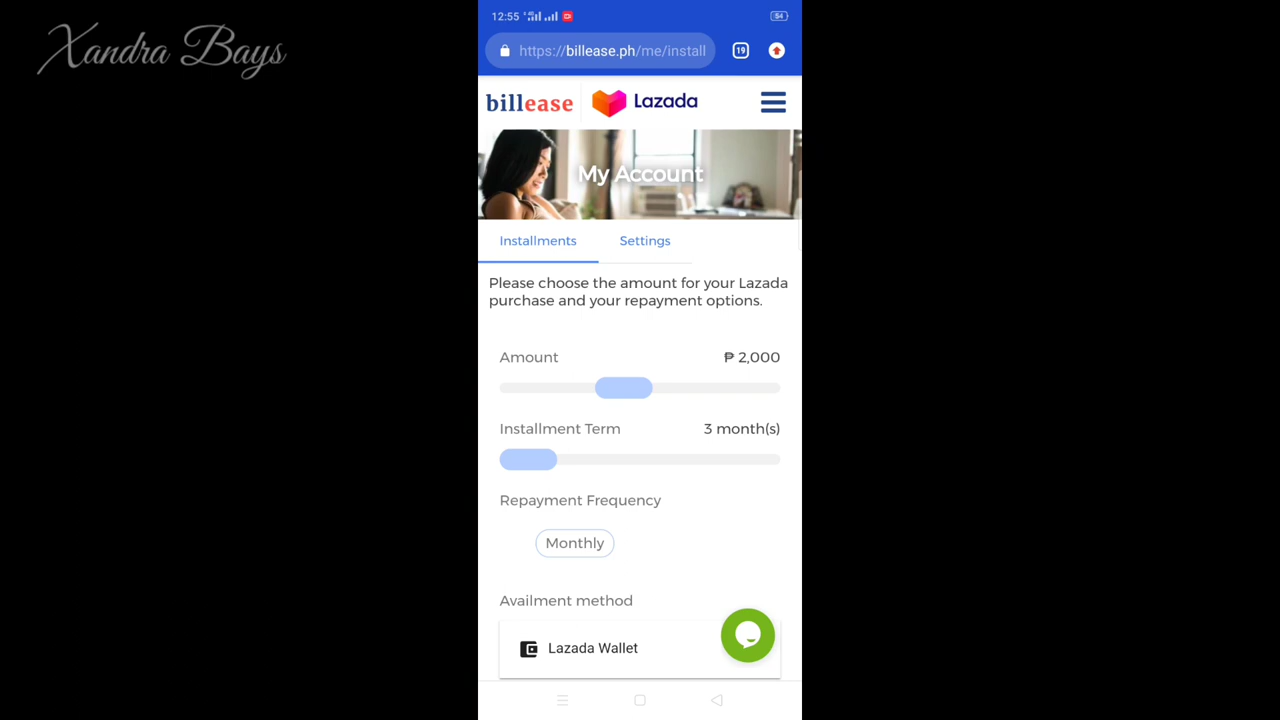 Xandra Bays
12:55
54
https://billease.ph/me/install
19
billease
Lazada
My Account
Installments Settings
Please choose the amount for your Lazada
purchase and your repayment options.
Amount ₱ 2,000
Installment Term 3 month(s)
Repayment Frequency
Monthly
Availment method
Lazada Wallet